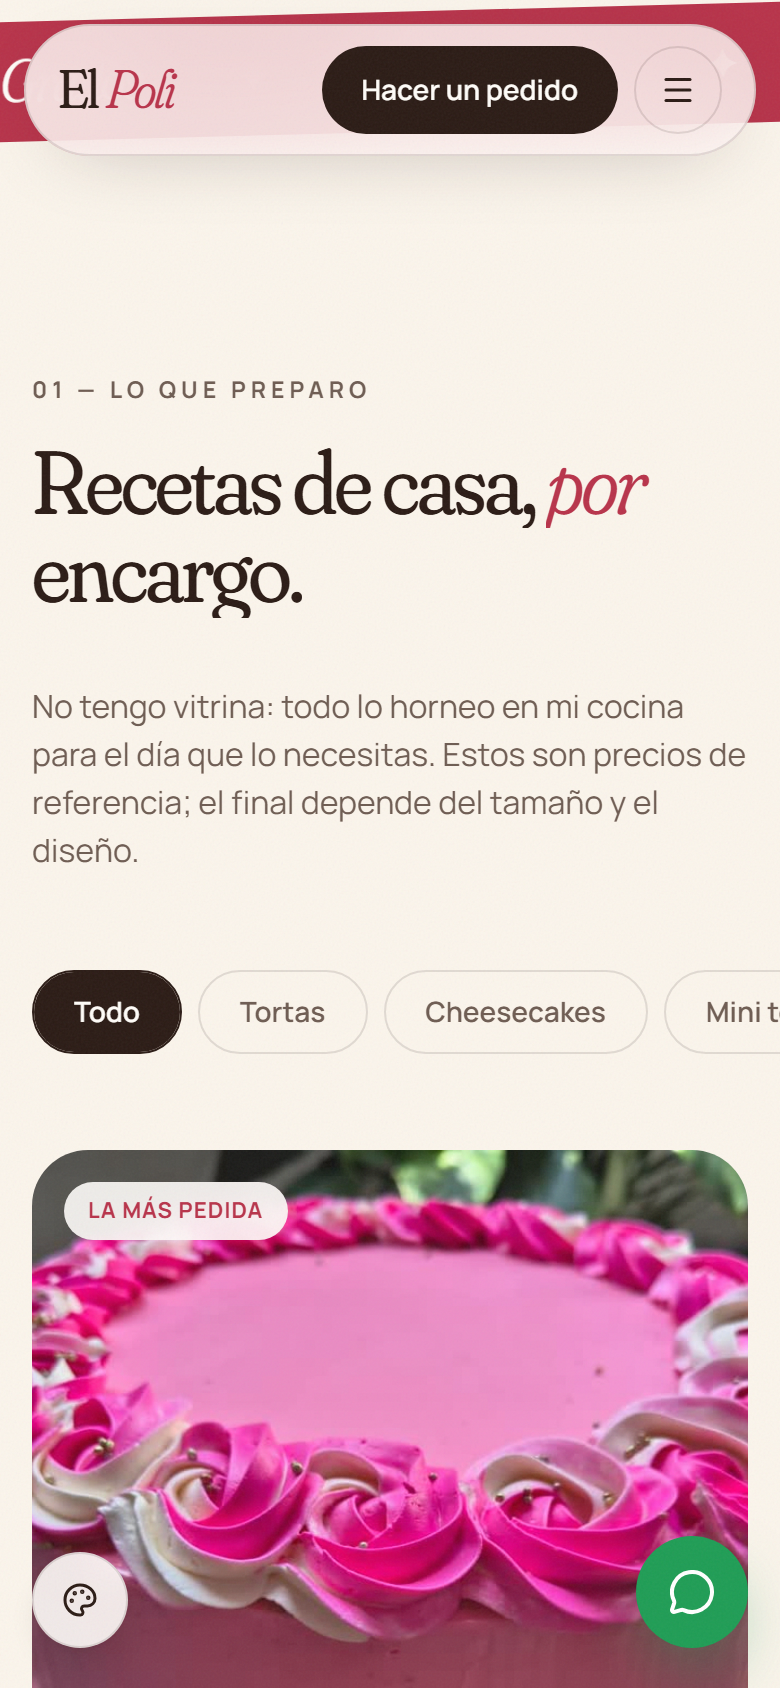 El Poli
Hacer un pedido
01 — LO QUE PREPARO
Recetas de casa, por
encargo.
No tengo vitrina: todo lo horneo en mi cocina
para el día que lo necesitas. Estos son precios de
referencia; el final depende del tamaño y el
diseño.
Todo
Tortas
Cheesecakes
Mini t
LA MÁS PEDIDA